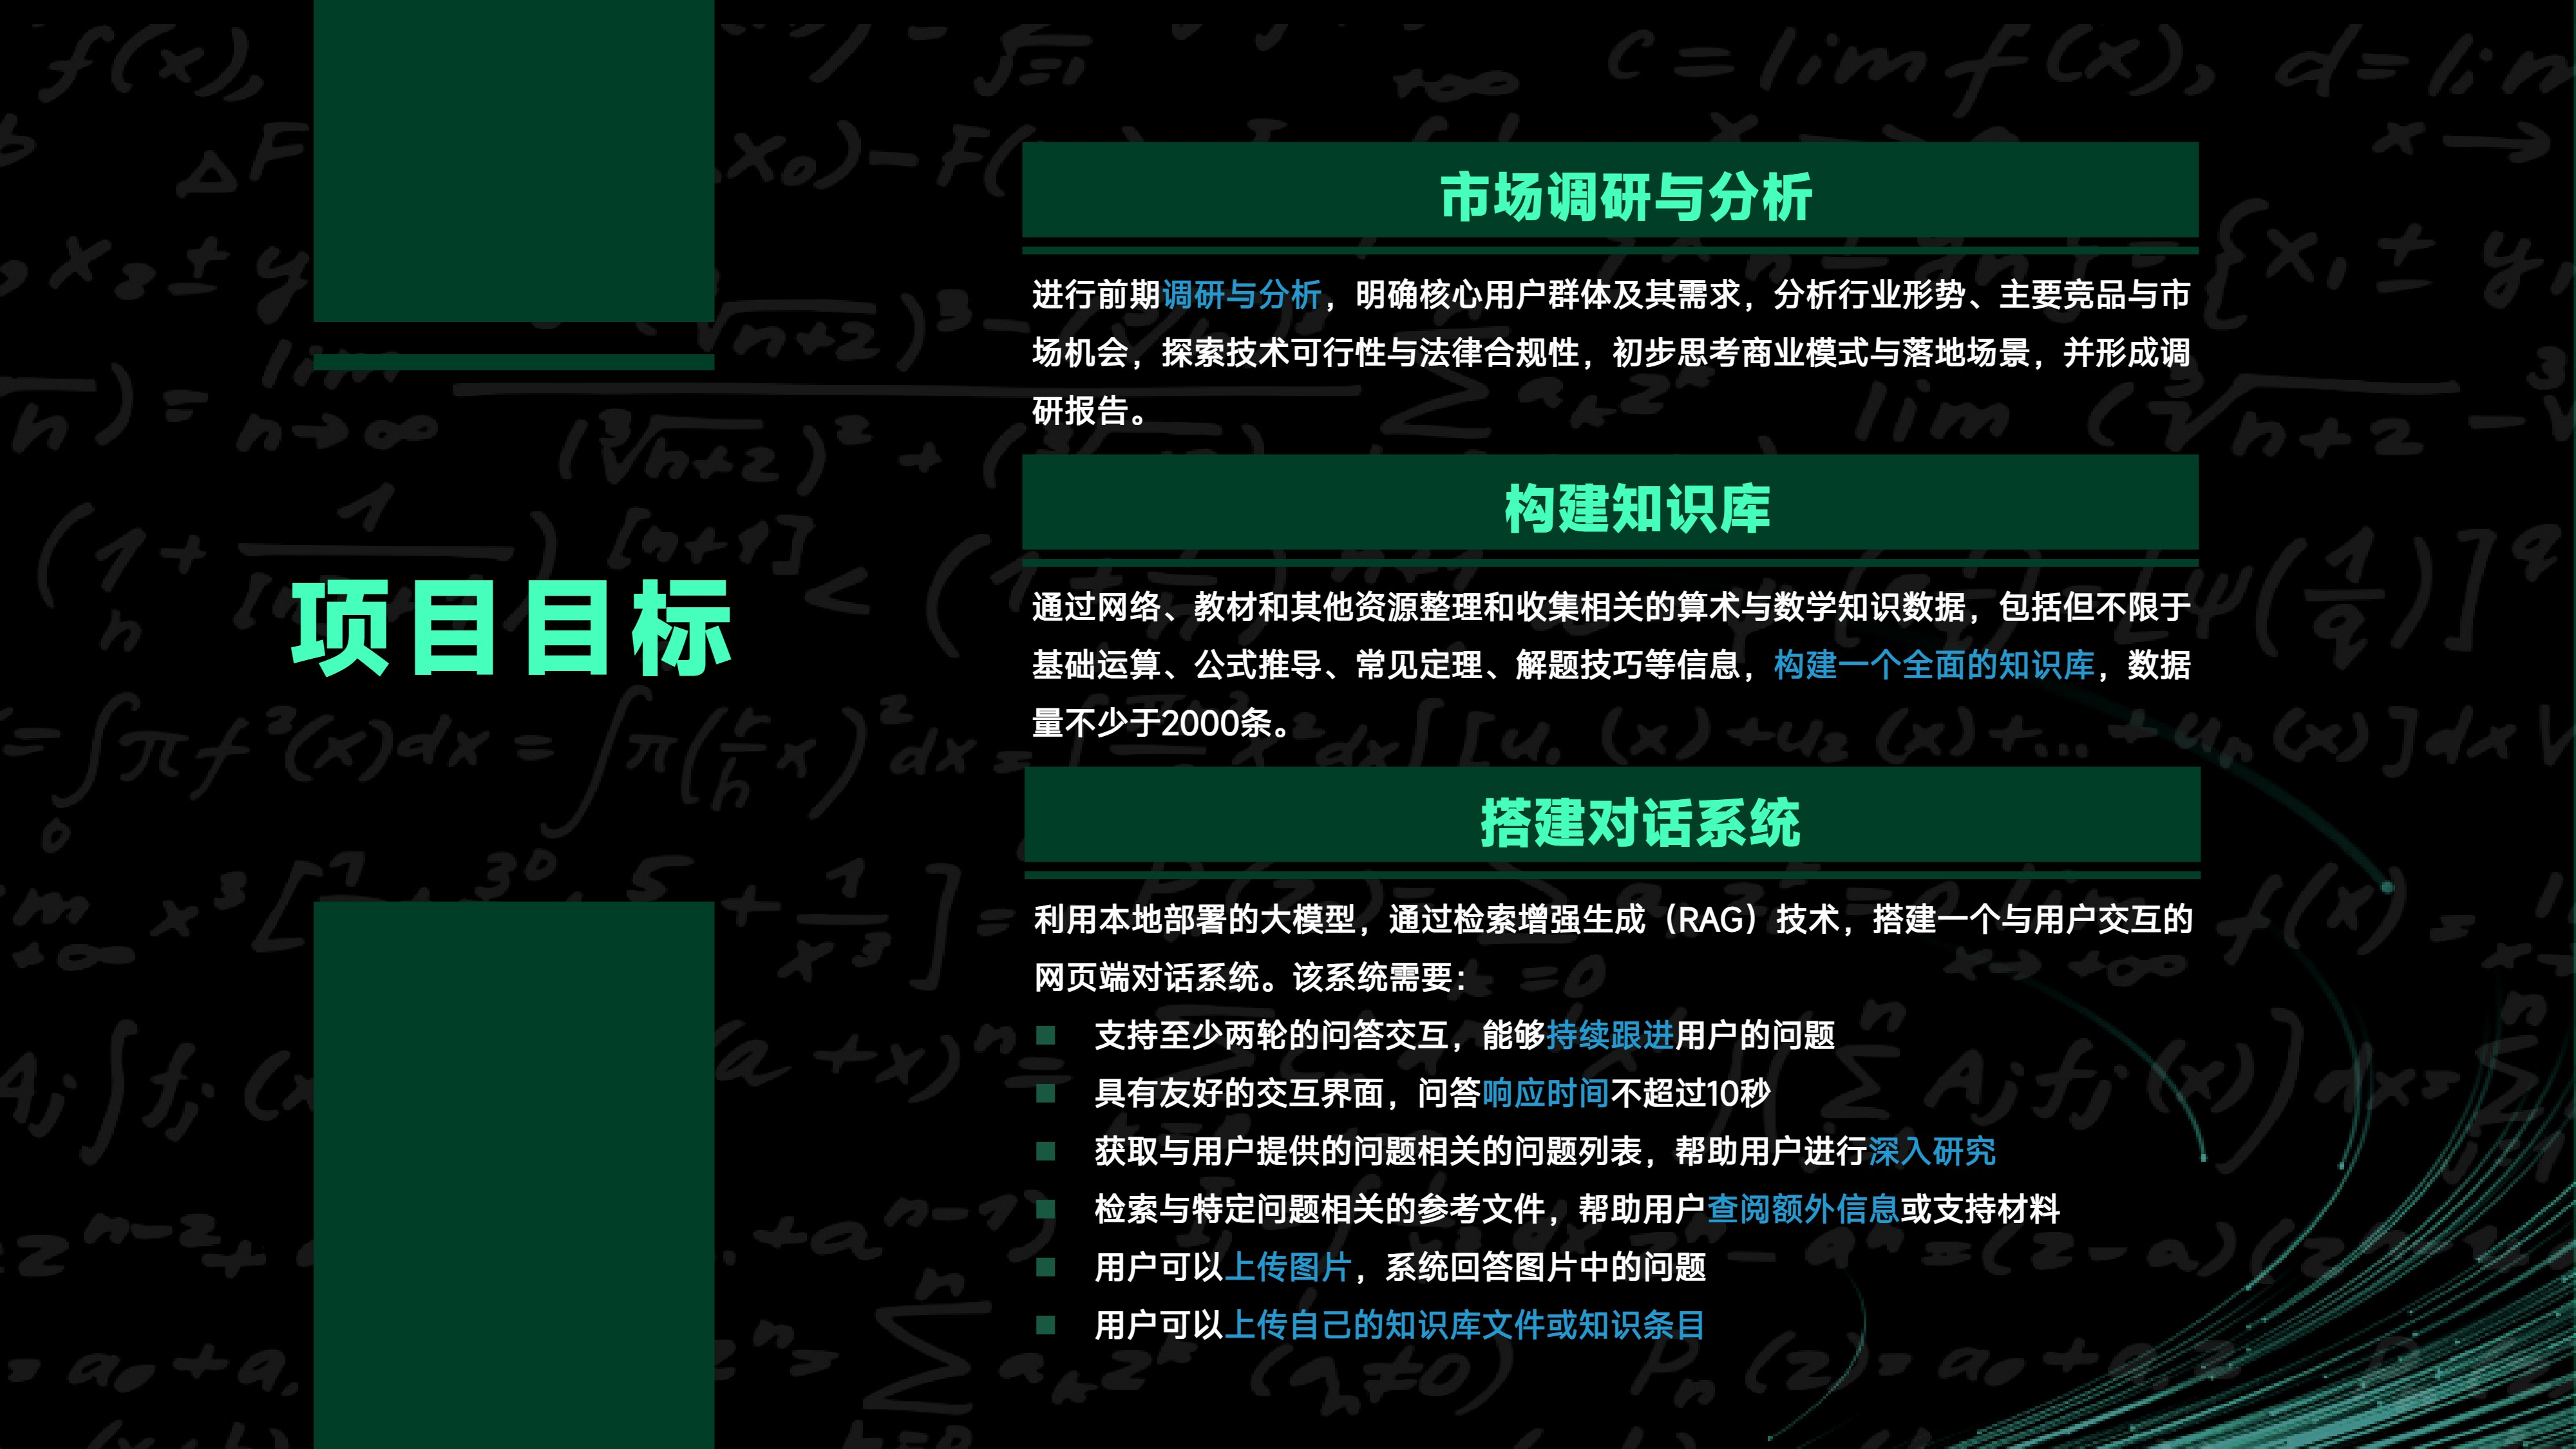 项目目标
市场调研与分析
进行前期调研与分析，明确核心用户群体及其需求，分析行业形势、主要竞品与市
场机会，探索技术可行性与法律合规性，初步思考商业模式与落地场景，并形成调
研报告。
构建知识库
通过网络、教材和其他资源整理和收集相关的算术与数学知识数据，包括但不限于
基础运算、公式推导、常见定理、解题技巧等信息，构建一个全面的知识库，数据
量不少于2000条。
搭建对话系统
利用本地部署的大模型，通过检索增强生成（RAG）技术，搭建一个与用户交互的
网页端对话系统。该系统需要：
支持至少两轮的问答交互，能够持续跟进用户的问题
具有友好的交互界面，问答响应时间不超过10秒
获取与用户提供的问题相关的问题列表，帮助用户进行深入研究
检索与特定问题相关的参考文件，帮助用户查阅额外信息或支持材料
用户可以上传图片，系统回答图片中的问题
用户可以上传自己的知识库文件或知识条目